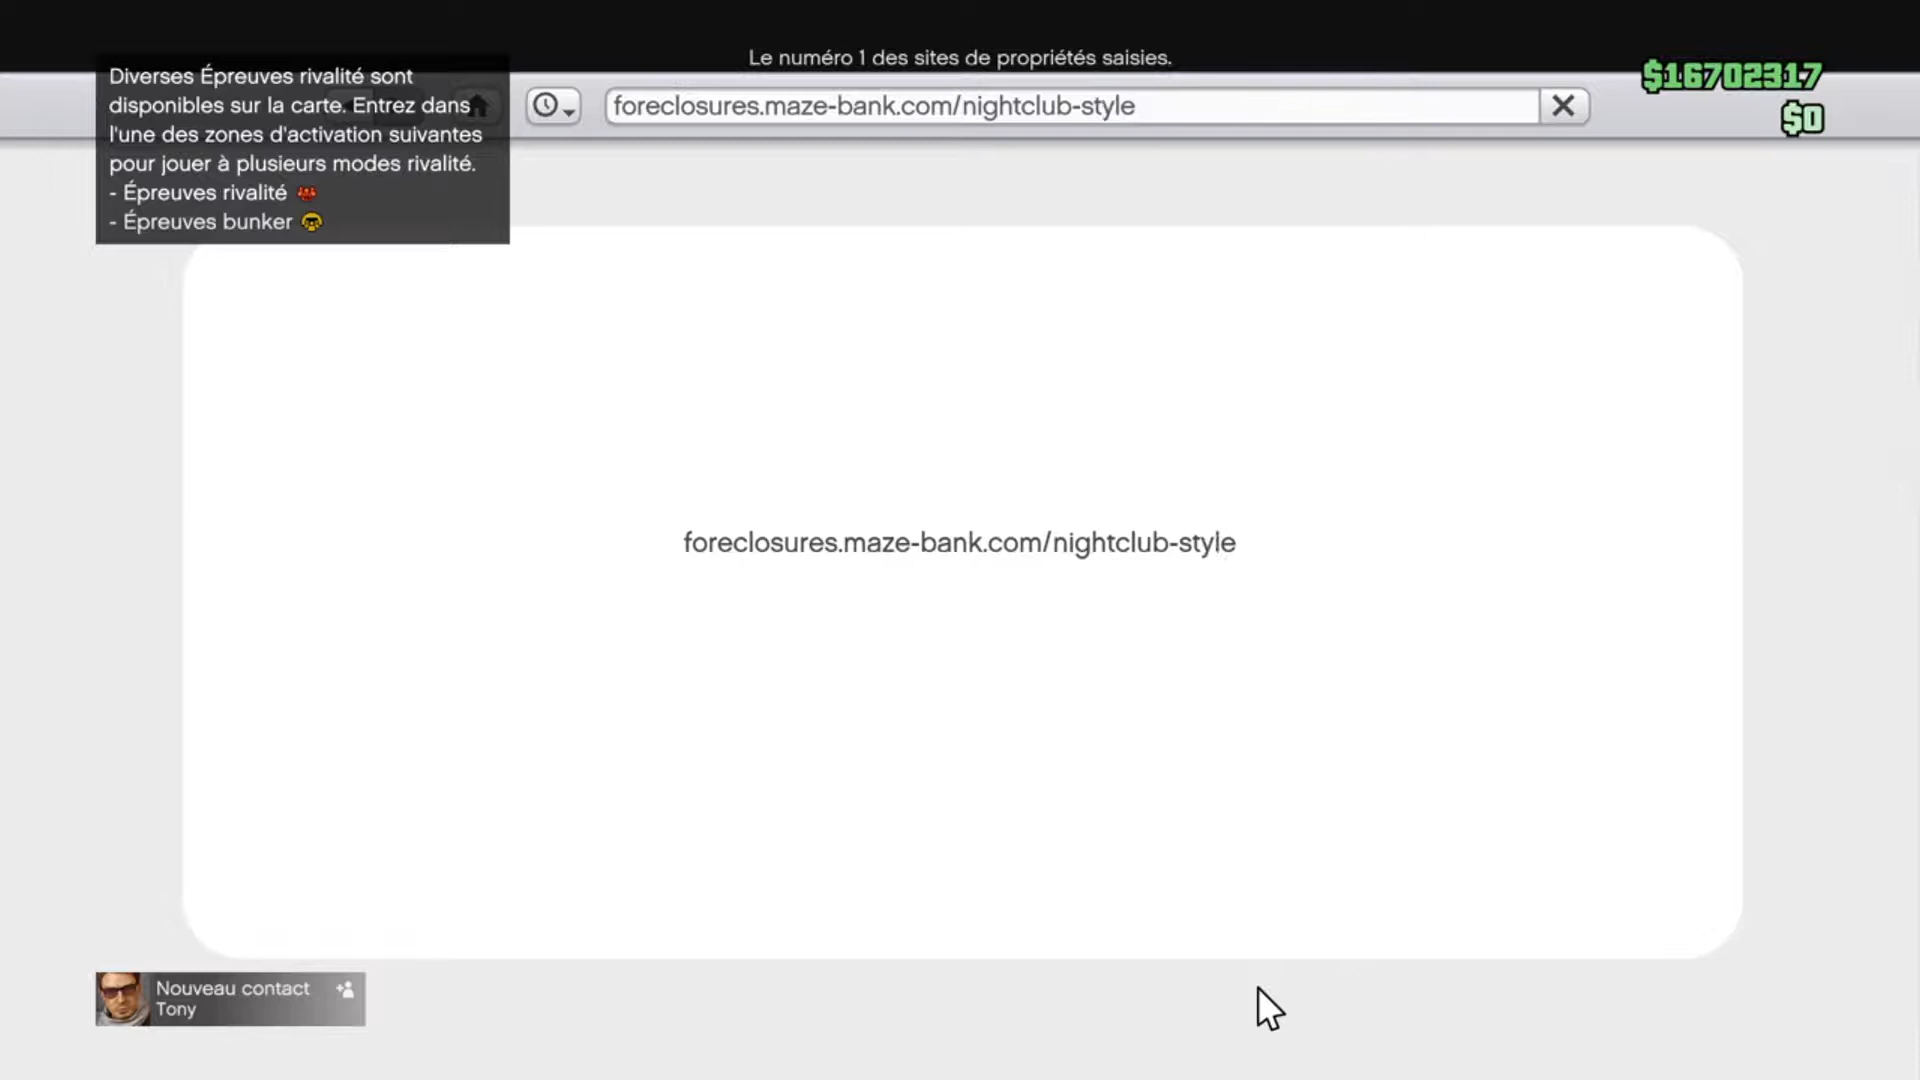 Le numéro 1 des sites de propriétés saisies.
Diverses Épreuves rivalité sont
disponibles sur la carte. Entrez dans
l'une des zones d'activation suivantes
pour jouer à plusieurs modes rivalité.
- Épreuves rivalité
- Épreuves bunker
foreclosures.maze-bank.com/nightclub-style
$16702317
$0
foreclosures.maze-bank.com/nightclub-style
Nouveau contact
Tony